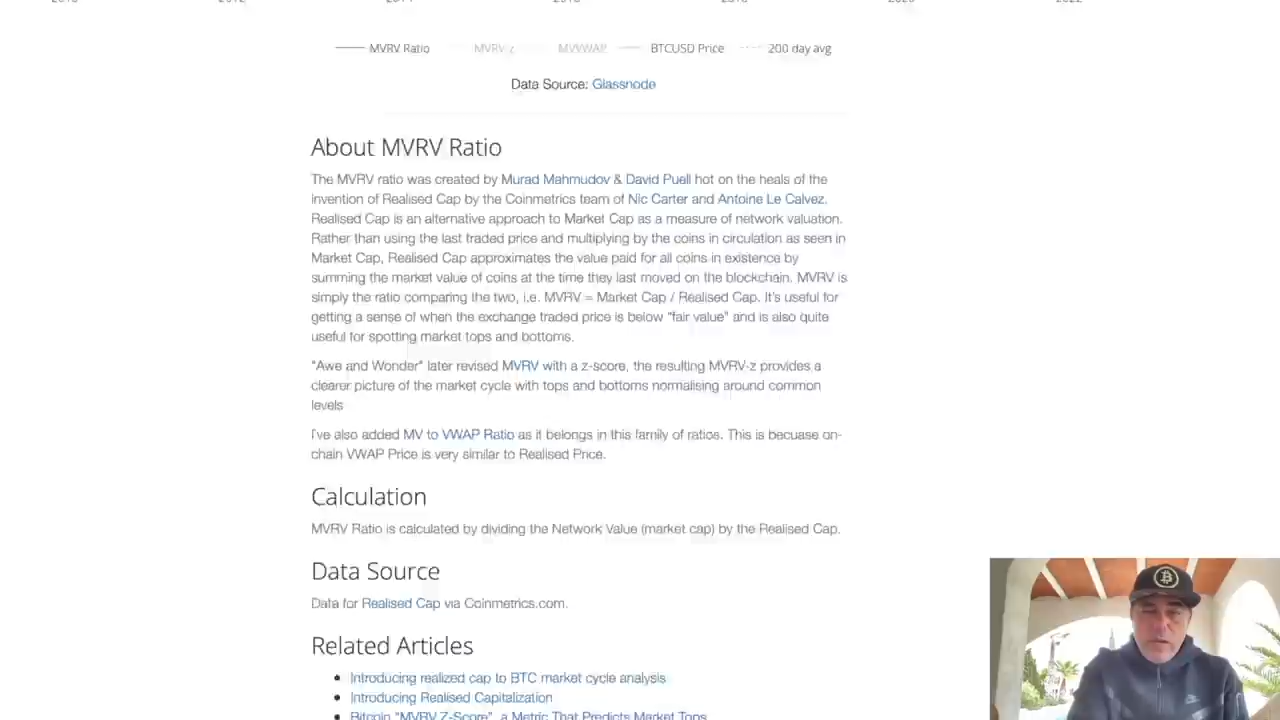 MVRV Ratio MVRV-z MVVWAP BTCUSD Price 200 day avg
Data Source: Glassnode
About MVRV Ratio
The MVRV ratio was created by Murad Mahmudov & David Puell hot on the heals of the
invention of Realised Cap by the Coinmetrics team of Nic Carter and Antoine Le Calvez.
Realised Cap is an alternative approach to Market Cap as a measure of network valuation.
Rather than using the last traded price and multiplying by the coins in circulation as seen in
Market Cap, Realised Cap approximates the value paid for all coins in existence by
summing the market value of coins at the time they last moved on the blockchain. MVRV is
simply the ratio comparing the two, i.e. MVRV = Market Cap / Realised Cap. It's useful for
getting a sense of when the exchange traded price is below "fair value" and is also quite
useful for spotting market tops and bottoms.
"Awe and Wonder" later revised MVRV with a z-score, the resulting MVRV-z provides a
clearer picture of the market cycle with tops and bottoms normalising around common
levels
I've also added MV to VWAP Ratio as it belongs in this family of ratios. This is becuase on-
chain VWAP Price is very similar to Realised Price.
Calculation
MVRV Ratio is calculated by dividing the Network Value (market cap) by the Realised Cap.
Data Source
Data for Realised Cap via Coinmetrics.com.
Related Articles
Introducing realized cap to BTC market cycle analysis
Introducing Realised Capitalization
Bitcoin "MVRV Z-Score", a Metric That Predicts Market Tops